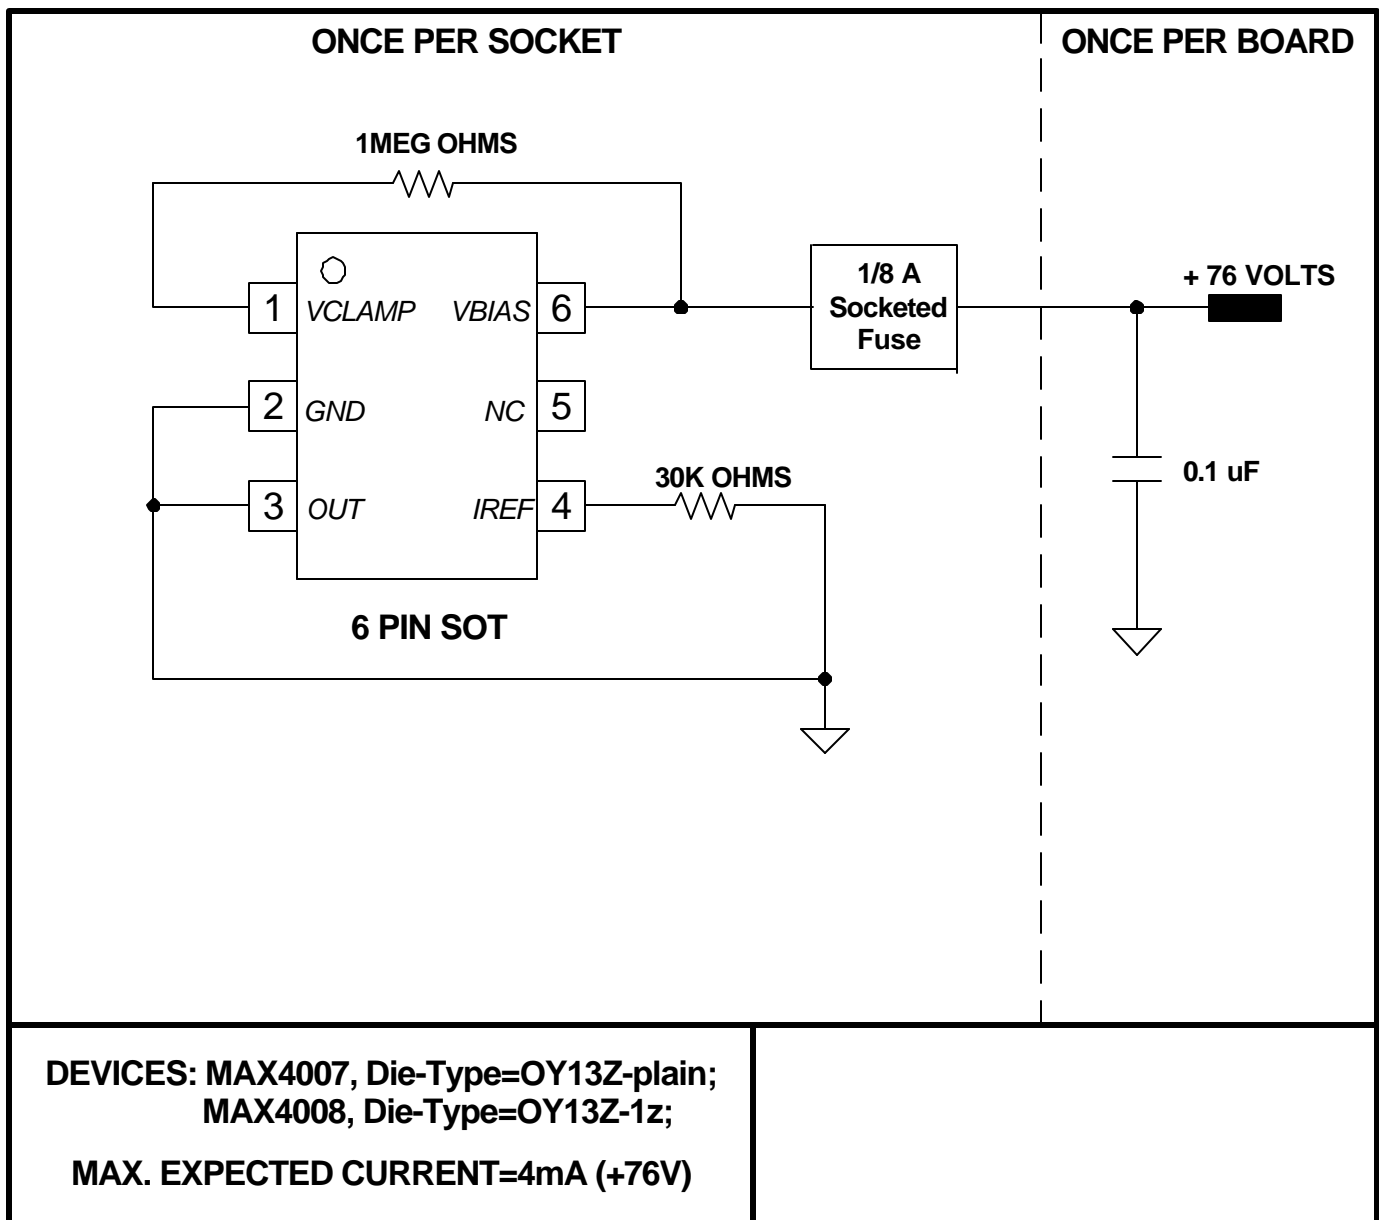 ONCE PER SOCKET
ONCE PER BOARD
1MEG OHMS
1/8 A
Socketed
Fuse
+ 76 VOLTS
1 VCLAMP VBIAS 6
2 GND NC 5
30K OHMS
0.1 uF
3 OUT IREF 4
6 PIN SOT
DEVICES: MAX4007, Die-Type=OY13Z-plain;
MAX4008, Die-Type=OY13Z-1z;
MAX. EXPECTED CURRENT=4mA (+76V)